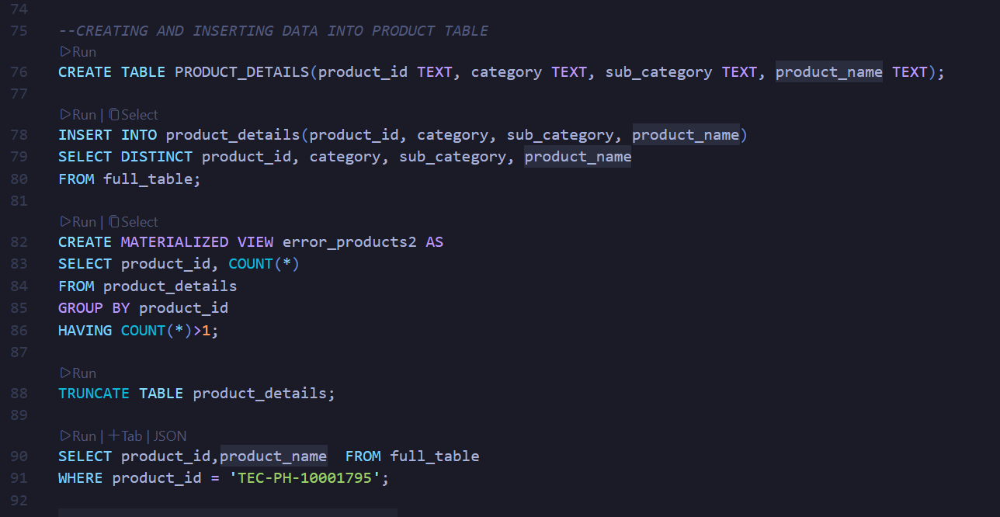 74
75 --CREATING AND INSERTING DATA INTO PRODUCT TABLE
Run
76 CREATE TABLE PRODUCT_DETAILS(product_id TEXT, category TEXT, sub_category TEXT, product_name TEXT);
77
Run | Select
78 INSERT INTO product_details(product_id, category, sub_category, product_name)
79 SELECT DISTINCT product_id, category, sub_category, product_name
80 FROM full_table;
81
Run | Select
82 CREATE MATERIALIZED VIEW error_products2 AS
83 SELECT product_id, COUNT(*)
84 FROM product_details
85 GROUP BY product_id
86 HAVING COUNT(*)>1;
87
Run
88 TRUNCATE TABLE product_details;
89
Run | +Tab | JSON
90 SELECT product_id,product_name  FROM full_table
91 WHERE product_id = 'TEC-PH-10001795';
92